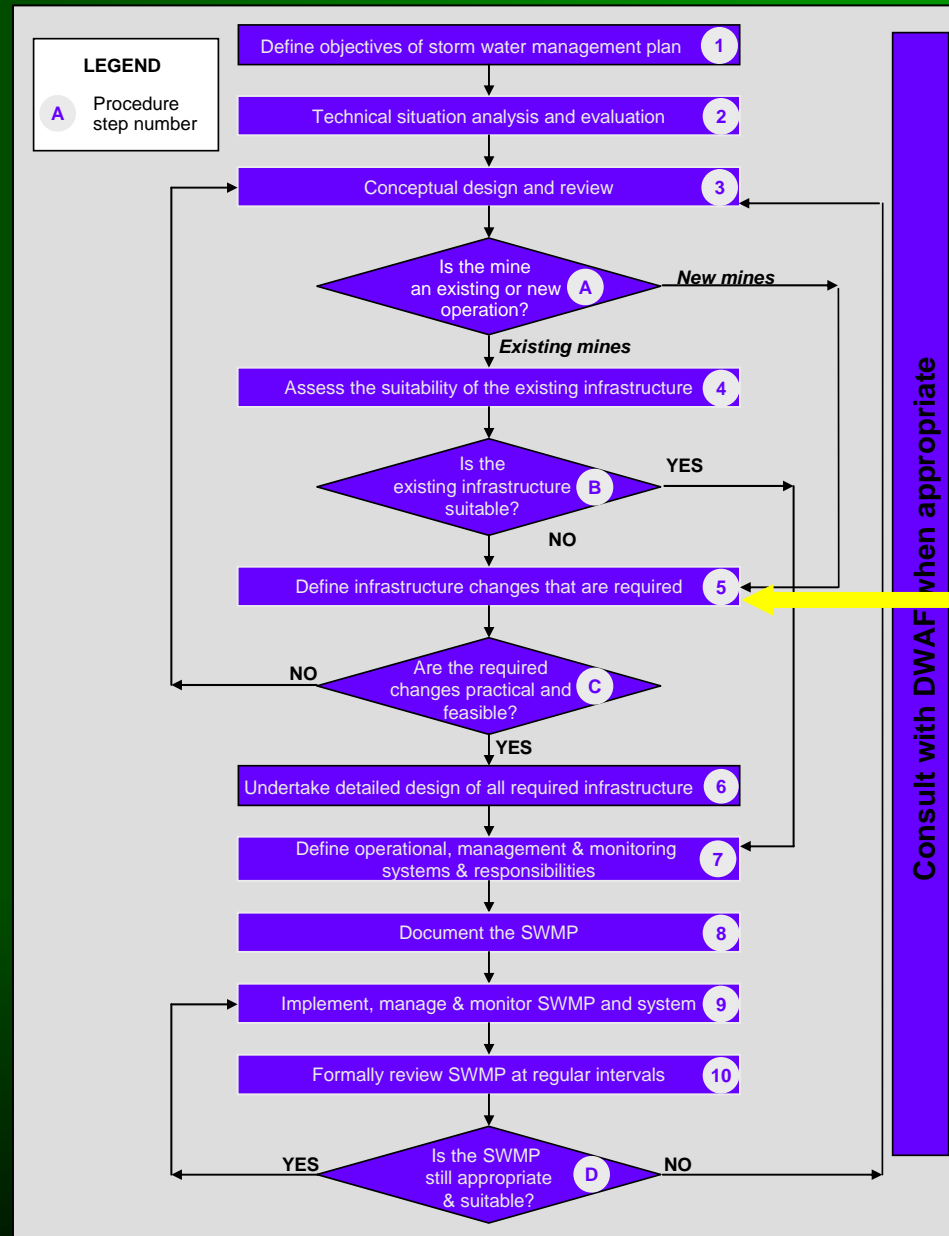 LEGEND
A
Procedure
step number
Define objectives of storm water management plan 1
Technical situation analysis and evaluation 2
Conceptual design and review 3
Is the mine
an existing or new
operation?
A
New mines
Existing mines
Assess the suitability of the existing infrastructure 4
Is the
existing infrastructure
suitable?
B
YES
NO
Define infrastructure changes that are required 5
Are the required
changes practical and
feasible?
C
NO
YES
Undertake detailed design of all required infrastructure 6
Define operational, management & monitoring
systems & responsibilities
7
Document the SWMP 8
Implement, manage & monitor SWMP and system 9
Formally review SWMP at regular intervals 10
Is the SWMP
still appropriate
& suitable?
D
YES
NO
Consult with DWAF when appropriate